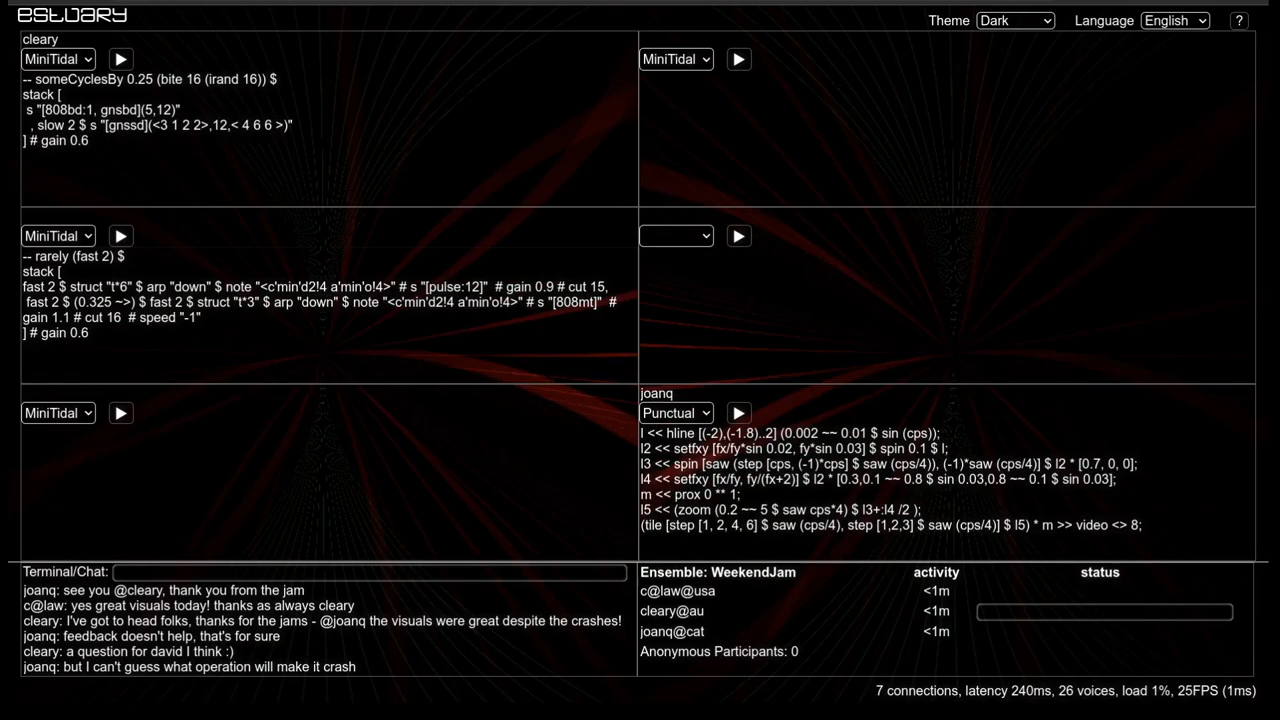 estuary
Theme Dark Language English ?
cleary
MiniTidal
-- someCyclesBy 0.25 (bite 16 (irand 16)) $
stack [
s "[808bd:1, gnsbd](5,12)"
, slow 2 $ s "[gnssd](<3 1 2 2>,12,< 4 6 6 >)"
] # gain 0.6
MiniTidal
MiniTidal
-- rarely (fast 2) $
stack [
fast 2 $ struct "t*6" $ arp "down" $ note "<c'min'd2!4 a'min'o!4>" # s "[pulse:12]" # gain 0.9 # cut 15,
fast 2 $ (0.325 ~>) $ fast 2 $ struct "t*3" $ arp "down" $ note "<c'min'd2!4 a'min'o!4>" # s "[808mt]" #
gain 1.1 # cut 16 # speed "-1"
] # gain 0.6
MiniTidal
joanq
Punctual
l << hline [(-2),(-1.8)..2] (0.002 ~~ 0.01 $ sin (cps));
l2 << setfxy [fx/fy*sin 0.02, fy*sin 0.03] $ spin 0.1 $ l;
l3 << spin [saw (step [cps, (-1)*cps] $ saw (cps/4)), (-1)*saw (cps/4)] $ l2 * [0.7, 0, 0];
l4 << setfxy [fx/fy, fy/(fx+2)] $ l2 * [0.3,0.1 ~~ 0.8 $ sin 0.03,0.8 ~~ 0.1 $ sin 0.03];
m << prox 0 ** 1;
l5 << (zoom (0.2 ~~ 5 $ saw cps*4) $ l3+:l4 /2 );
(tile [step [1, 2, 4, 6] $ saw (cps/4), step [1,2,3] $ saw (cps/4)] $ l5) * m >> video <> 8;
Terminal/Chat:
joanq: see you @cleary, thank you from the jam
c@law: yes great visuals today! thanks as always cleary
cleary: I've got to head folks, thanks for the jams - @joanq the visuals were great despite the crashes!
joanq: feedback doesn't help, that's for sure
cleary: a question for david I think :)
joanq: but I can't guess what operation will make it crash
Ensemble: WeekendJam activity status
c@law@usa <1m
cleary@au <1m
joanq@cat <1m
Anonymous Participants: 0
7 connections, latency 240ms, 26 voices, load 1%, 25FPS (1ms)